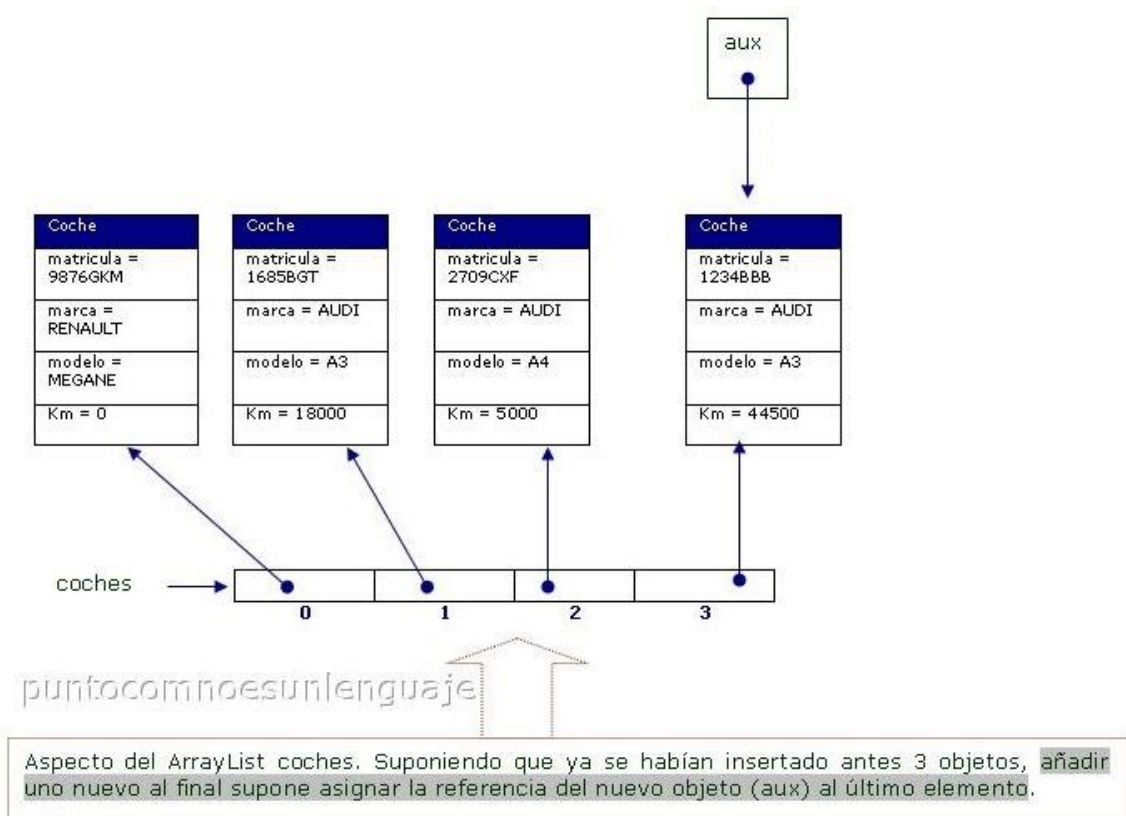 aux
Coche
matricula =
9876GKM
marca =
RENAULT
modelo =
MEGANE
Km = 0
Coche
matricula =
1685BGT
marca = AUDI
modelo = A3
Km = 18000
Coche
matricula =
2709CXF
marca = AUDI
modelo = A4
Km = 5000
Coche
matricula =
1234BBB
marca = AUDI
modelo = A3
Km = 44500
coches
0 1 2 3
puntocomnoesunlenguaje
Aspecto del ArrayList coches. Suponiendo que ya se habían insertado antes 3 objetos, añadir
uno nuevo al final supone asignar la referencia del nuevo objeto (aux) al último elemento.